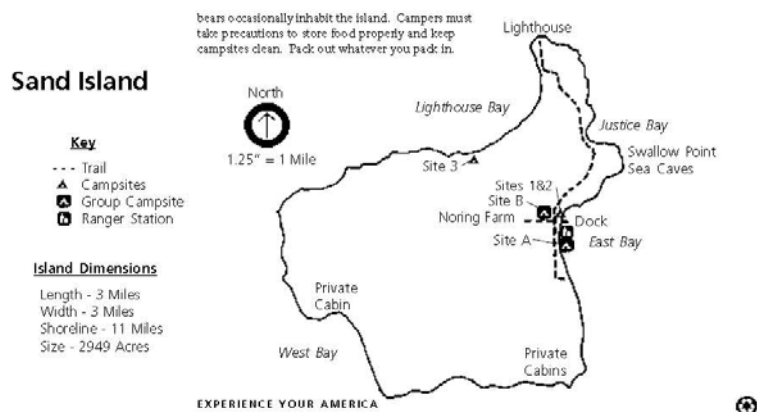 bears occasionally inhabit the island. Campers must
take precautions to store food properly and keep
campsites clean. Pack out whatever you pack in.
Lighthouse
Sand Island
North
1.25" = 1 Mile
Lighthouse Bay
Justice Bay
Swallow Point
Sea Caves
Site 3
Sites 1&2
Site B
Noring Farm
Dock
Site A
East Bay
Key
Trail
Campsites
Group Campsite
Ranger Station
Island Dimensions
Length - 3 Miles
Width - 3 Miles
Shoreline - 11 Miles
Size - 2949 Acres
Private
Cabin
West Bay
Private
Cabins
EXPERIENCE YOUR AMERICA